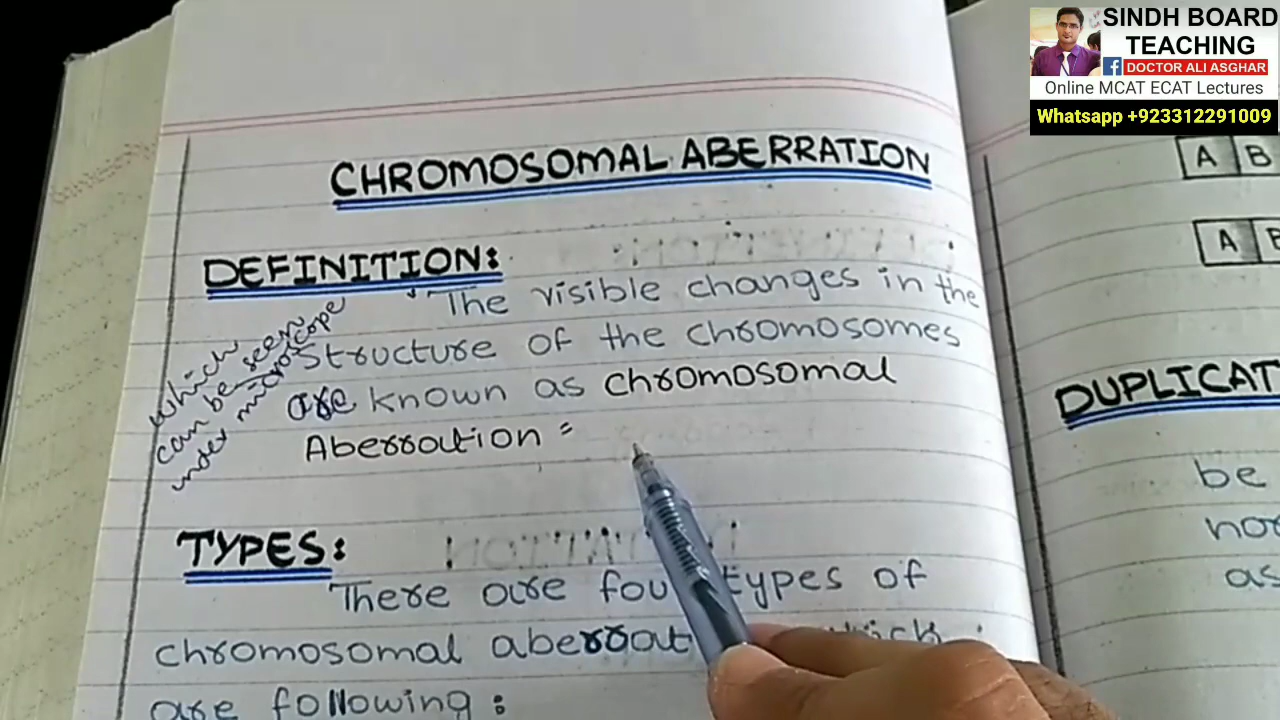 SINDH BOARD
TEACHING
DOCTOR ALI ASGHAR
Online MCAT ECAT Lectures
Whatsapp +923312291009
CHROMOSOMAL ABERRATION
DEFINITION:
The visible changes in the
Structure of the chromosomes
are known as chromosomal
Aberration =
which
can be seen
under microscope
TYPES:
There are fou types of
chromosomal aberrat which
are following:
A B
A B
DUPLICAT
be
nor
as